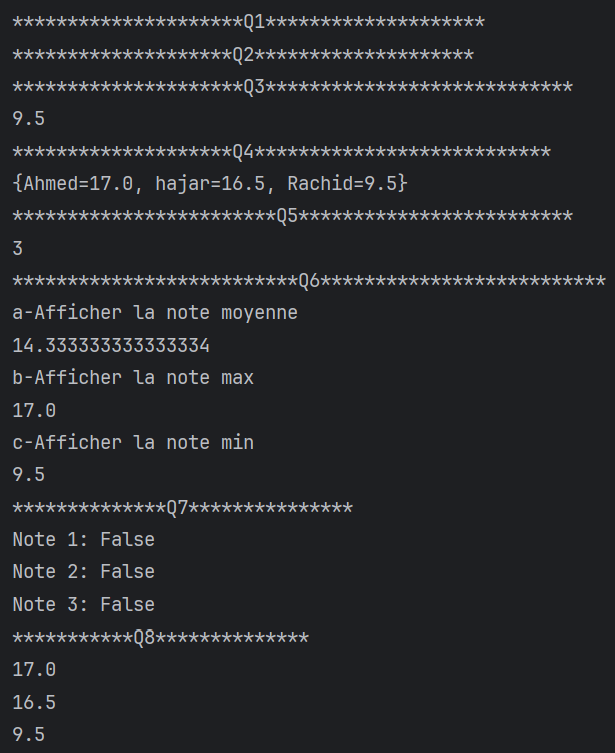 *********************Q1********************
********************Q2********************
*********************Q3****************************
9.5
********************Q4***************************
{Ahmed=17.0, hajar=16.5, Rachid=9.5}
************************Q5*************************
3
**************************Q6**************************
a-Afficher la note moyenne
14.333333333333334
b-Afficher la note max
17.0
c-Afficher la note min
9.5
**************Q7***************
Note 1: False
Note 2: False
Note 3: False
***********Q8**************
17.0
16.5
9.5